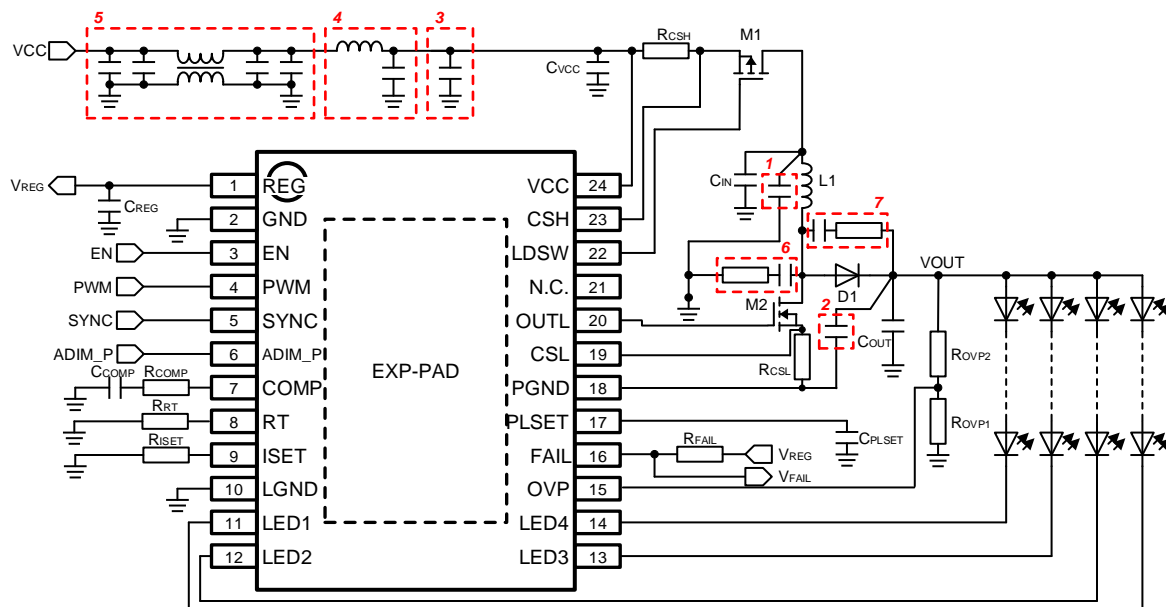 5
4
3
VCC
RCSH
M1
CVCC
1
CIN
L1
7
6
VOUT
D1
M2
2
COUT
RCSL
ROVP2
ROVP1
VREG
CREG
EN
PWM
SYNC
ADIM_P
CCOMP
RCOMP
RRT
RISET
1 REG
2 GND
3 EN
4 PWM
5 SYNC
6 ADIM_P
7 COMP
8 RT
9 ISET
10 LGND
11 LED1
12 LED2
EXP-PAD
VCC 24
CSH 23
LDSW 22
N.C. 21
OUTL 20
CSL 19
PGND 18
PLSET 17
FAIL 16
OVP 15
LED4 14
LED3 13
CPLSET
RFAIL
VREG
VFAIL